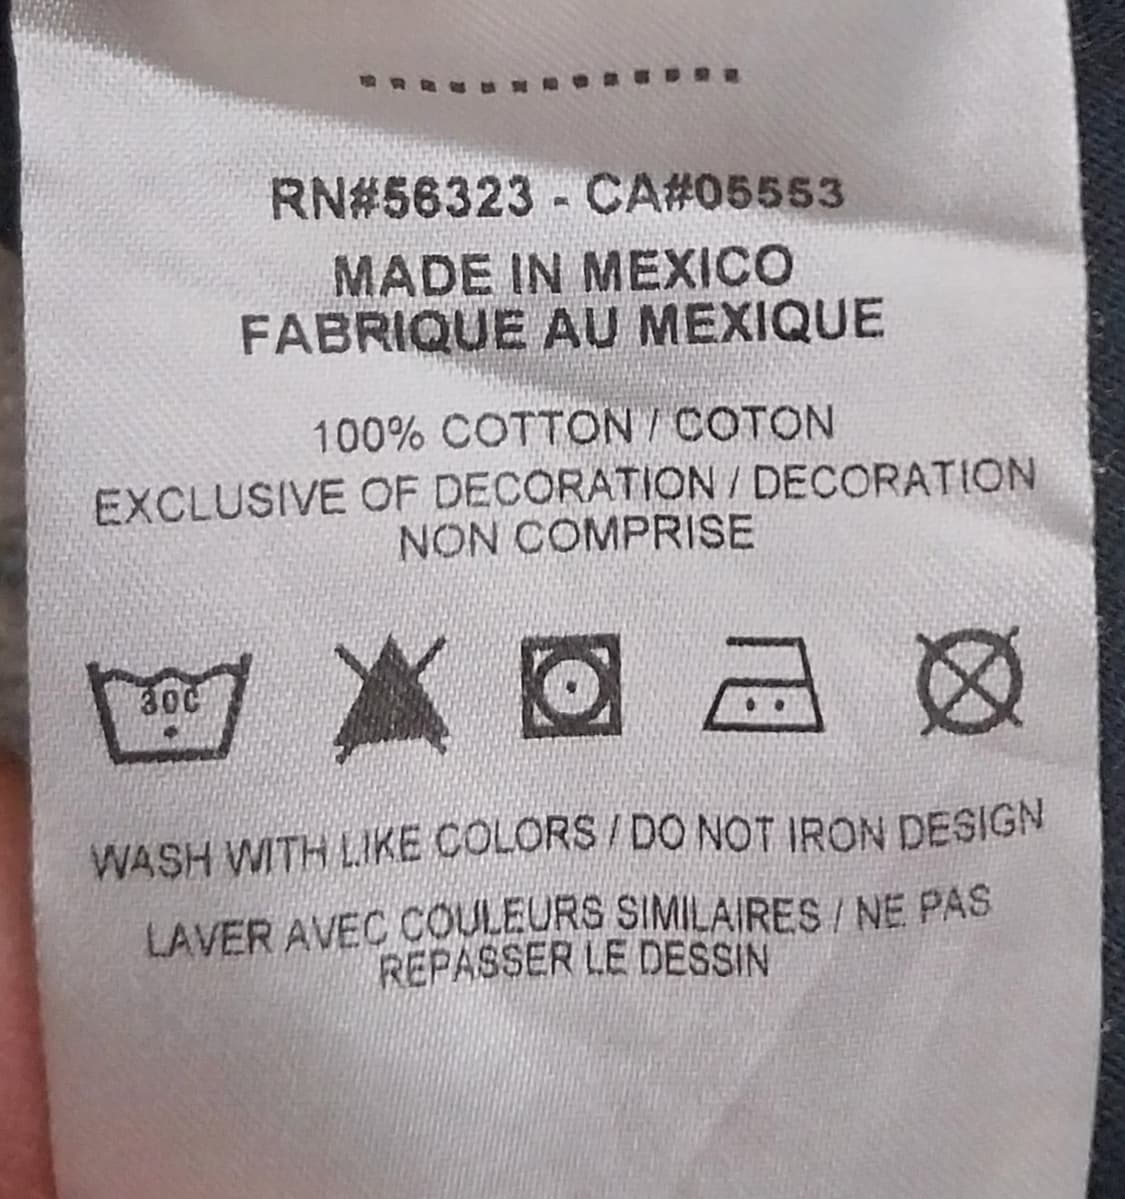 RN#56323 - CA#05553
MADE IN MEXICO
FABRIQUE AU MEXIQUE
100% COTTON / COTON
EXCLUSIVE OF DECORATION / DECORATION
NON COMPRISE
30C
WASH WITH LIKE COLORS / DO NOT IRON DESIGN
LAVER AVEC COULEURS SIMILAIRES / NE PAS
REPASSER LE DESSIN